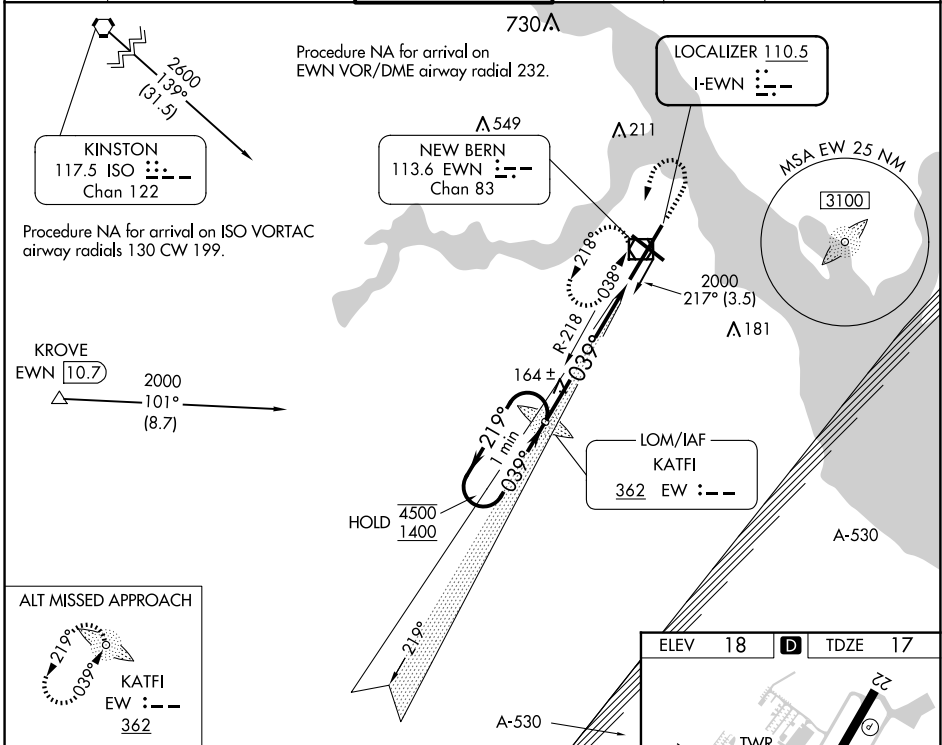 730
Procedure NA for arrival on
EWN VOR/DME airway radial 232.
LOCALIZER 110.5
I-EWN
2600
139°
(31.5)
KINSTON
117.5 ISO
Chan 122
549
211
NEW BERN
113.6 EWN
Chan 83
MSA EW 25 NM
3100
Procedure NA for arrival on ISO VORTAC
airway radials 130 CW 199.
218°
038°
2000
217° (3.5)
181
R-218
039°
KROVE
EWN 10.7
2000
101°
(8.7)
164 ±
219°
1 min
039°
LOM/IAF
KATFI
362 EW
HOLD 4500
1400
A-530
219°
ALT MISSED APPROACH
219°
039°
KATFI
EW
362
A-530
ELEV 18 D TDZE 17
22
P
TWR